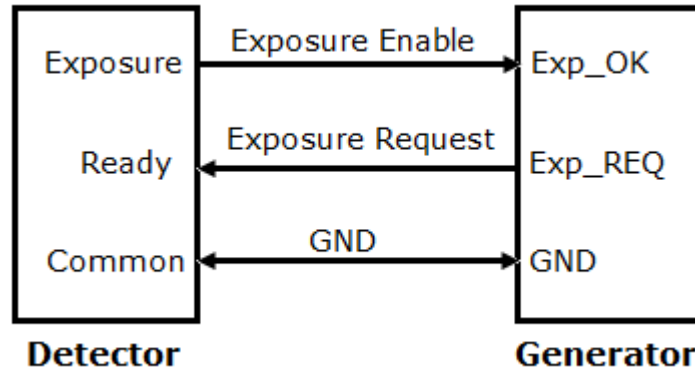 Exposure Exposure Enable Exp_OK
Ready Exposure Request Exp_REQ
Common GND GND
Detector Generator